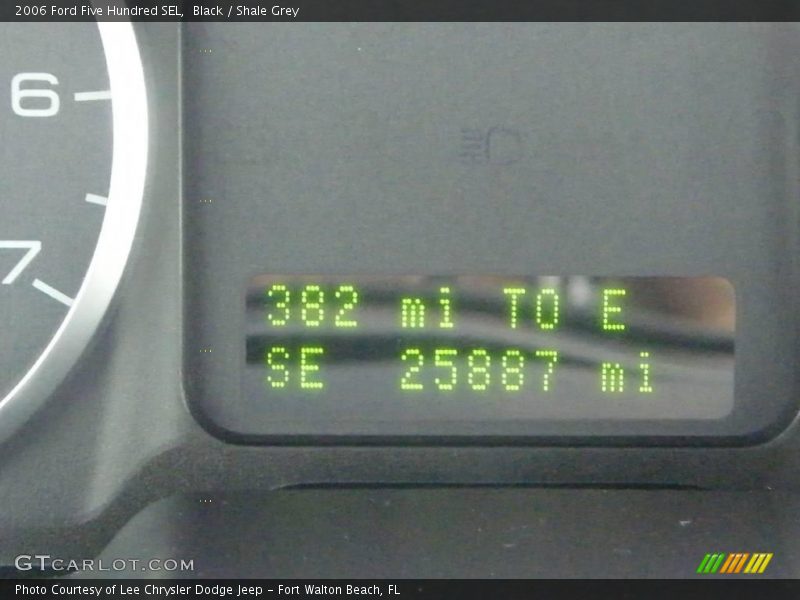 2006 Ford Five Hundred SEL, Black / Shale Grey
6
7
382 mi TO E
SE 25887 mi
GTCARLOT.COM
Photo Courtesy of Lee Chrysler Dodge Jeep - Fort Walton Beach, FL